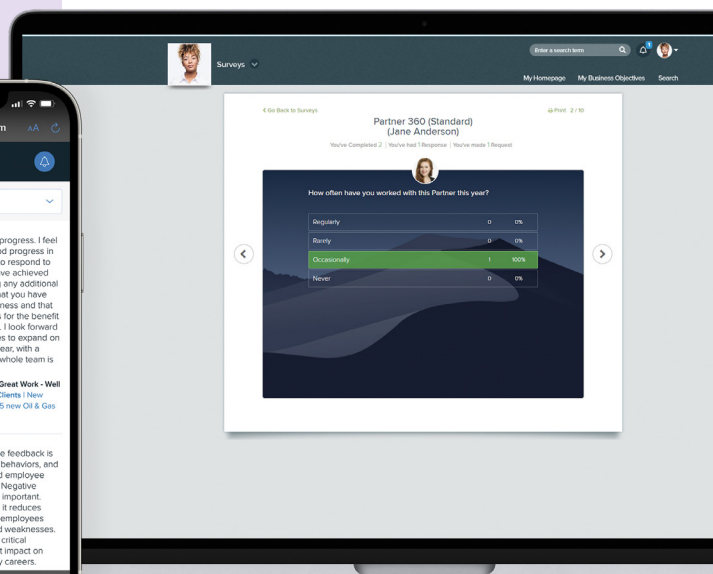 Enter a search term
1
Surveys
My Homepage My Business Objectives Search
< Go Back to Surveys
Print 2 / 10
Partner 360 (Standard)
(Jane Anderson)
You've Completed 2 | You've had 1 Response | You've made 1 Request
How often have you worked with this Partner this year?
Regularly 0 0%
Rarely 0 0%
Occasionally 1 100%
Never 0 0%
m AA
progress. I feel
od progress in
o respond to
ve achieved
g any additional
at you have
ness and that
s for the benefit
. I look forward
es to expand on
ear, with a
whole team is
Great Work - Well
Clients | New
5 new Oil & Gas
e feedback is
behaviors, and
d employee
Negative
important.
it reduces
employees
d weaknesses.
critical
t impact on
y careers.